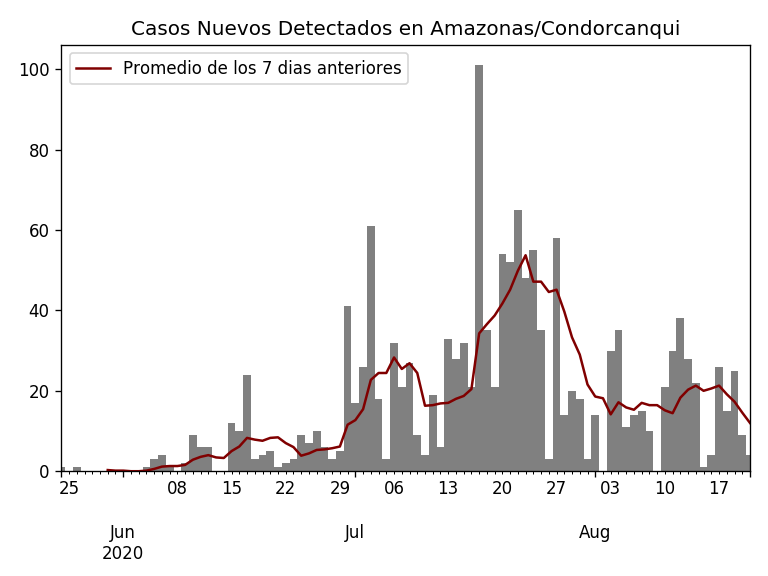 Casos Nuevos Detectados en Amazonas/Condorcanqui
Promedio de los 7 dias anteriores
100
80
60
40
20
0
25 08 15 22 29 06 13 20 27 03 10 17
Jun Jul Aug
2020